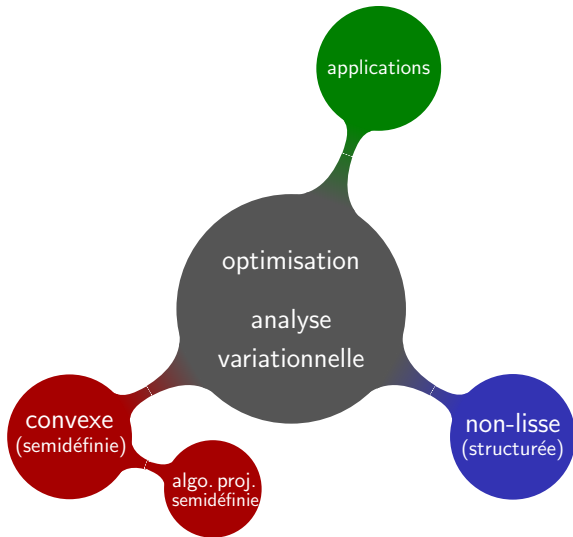 applications
optimisation
analyse
variationnelle
convexe
(semidéfinie)
non-lisse
(structurée)
algo. proj.
semidéfinie